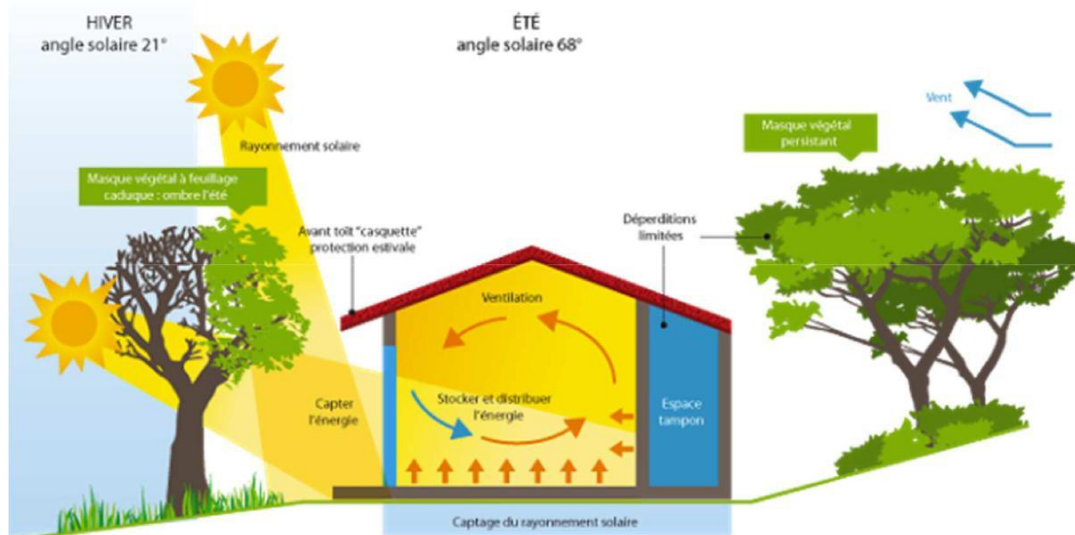 HIVER
angle solaire 21°
ÉTÉ
angle solaire 68°
Vent
Rayonnement solaire
Masque végétal
persistant
Masque végétal à feuillage
caduque : ombre l'été
Avant toît "casquette"
protection estivale
Déperditions
limitées
Ventilation
Capter
l'énergie
Stocker et distribuer
l'énergie
Espace
tampon
Captage du rayonnement solaire